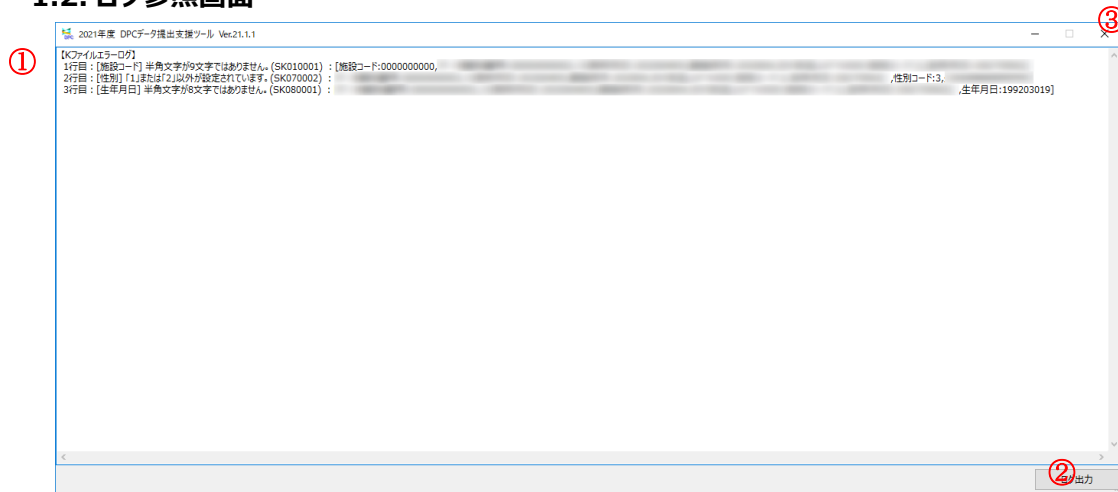 1.2. ログ参照画面
③
2021年度 DPCデータ提出支援ツール Ver.21.1.1
①
【Kファイルエラーログ】
1行目:[施設コード] 半角文字が9文字ではありません。(SK010001) :[施設コード:0000000000,
2行目:[性別] 「1」または「2」以外が設定されています。(SK070002) : ,性別コード:3,
3行目:[生年月日] 半角文字が8文字ではありません。(SK080001) : ,生年月日:199203019]
②
ログ出力